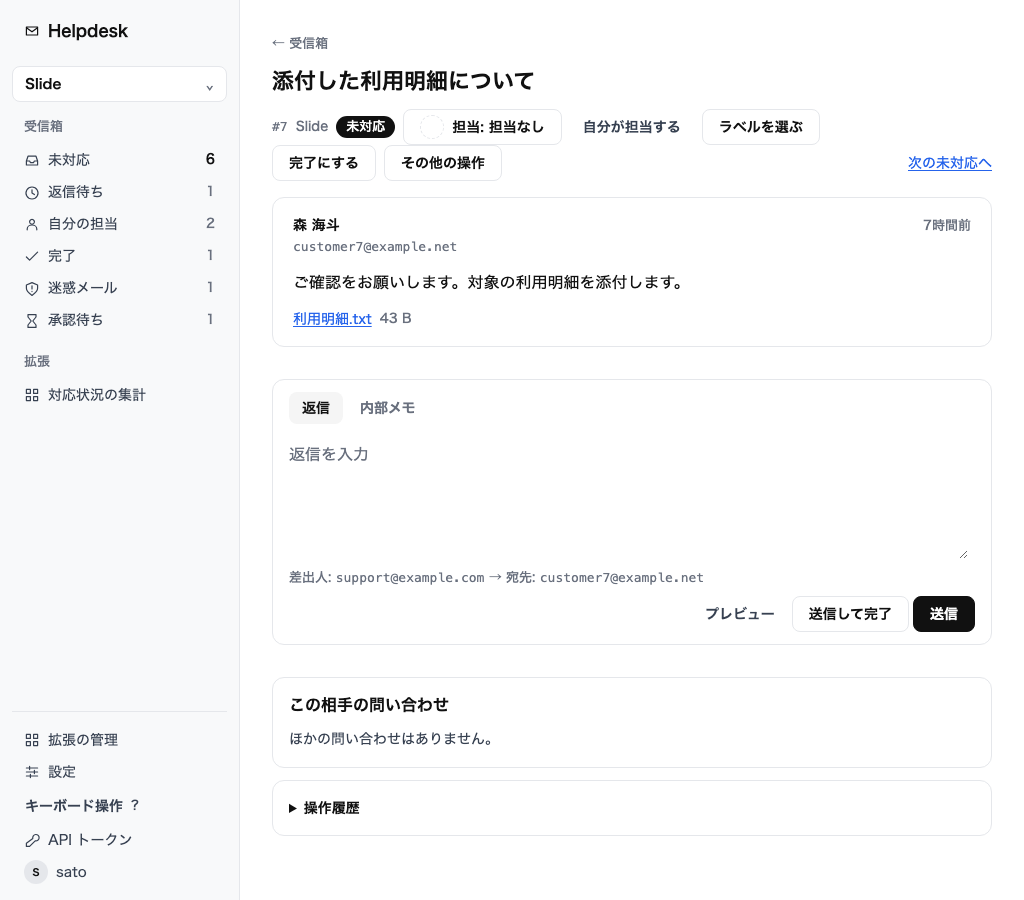 Helpdesk
Slide
受信箱
未対応 6
返信待ち 1
自分の担当 2
完了 1
迷惑メール 1
承認待ち 1
拡張
対応状況の集計
拡張の管理
設定
キーボード操作 ?
API トークン
S sato
← 受信箱
添付した利用明細について
#7 Slide 未対応 担当: 担当なし 自分が担当する ラベルを選ぶ
完了にする その他の操作 次の未対応へ
森 海斗 7時間前
customer7@example.net
ご確認をお願いします。対象の利用明細を添付します。
利用明細.txt 43 B
返信 内部メモ
返信を入力
差出人: support@example.com → 宛先: customer7@example.net
プレビュー 送信して完了 送信
この相手の問い合わせ
ほかの問い合わせはありません。
▶ 操作履歴